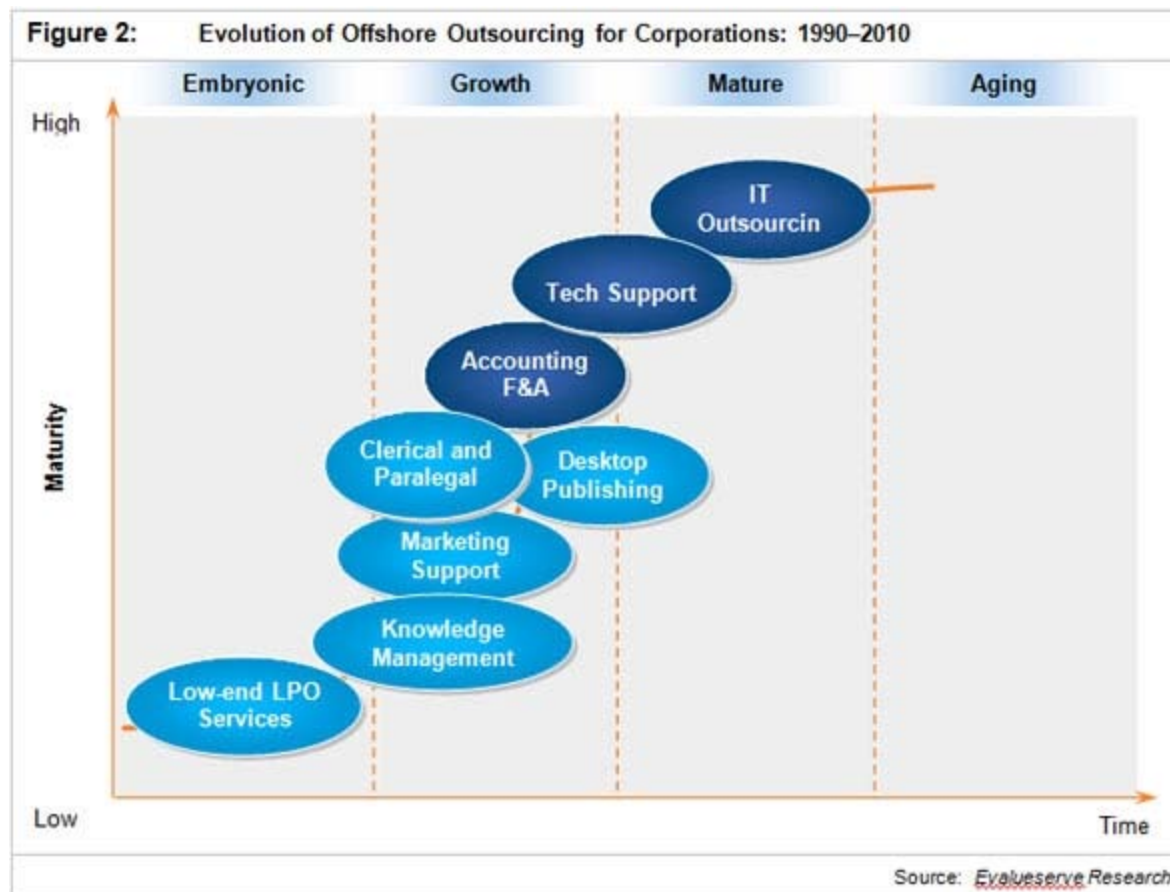 Figure 2: Evolution of Offshore Outsourcing for Corporations: 1990–2010
Embryonic Growth Mature Aging
High
IT
Outsourcin
Tech Support
Accounting
F&A
Clerical and
Paralegal
Desktop
Publishing
Maturity
Marketing
Support
Knowledge
Management
Low-end LPO
Services
Low
Time
Source: Evalueserve Research